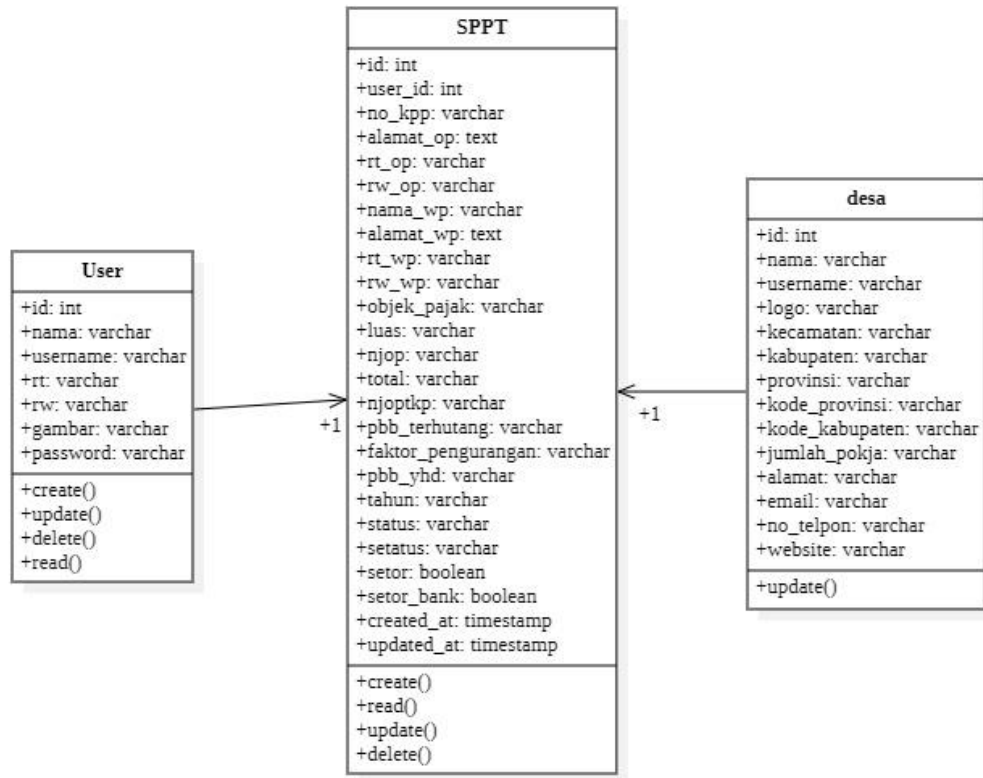 User
+id: int
+nama: varchar
+username: varchar
+rt: varchar
+rw: varchar
+gambar: varchar
+password: varchar
+create()
+update()
+delete()
+read()
+1
SPPT
+id: int
+user_id: int
+no_kpp: varchar
+alamat_op: text
+rt_op: varchar
+rw_op: varchar
+nama_wp: varchar
+alamat_wp: text
+rt_wp: varchar
+rw_wp: varchar
+objek_pajak: varchar
+luas: varchar
+njop: varchar
+total: varchar
+njoptkp: varchar
+pbb_terhutang: varchar
+faktor_pengurangan: varchar
+pbb_yhd: varchar
+tahun: varchar
+status: varchar
+setatus: varchar
+setor: boolean
+setor_bank: boolean
+created_at: timestamp
+updated_at: timestamp
+create()
+read()
+update()
+delete()
+1
desa
+id: int
+nama: varchar
+username: varchar
+logo: varchar
+kecamatan: varchar
+kabupaten: varchar
+provinsi: varchar
+kode_provinsi: varchar
+kode_kabupaten: varchar
+jumlah_pokja: varchar
+alamat: varchar
+email: varchar
+no_telpon: varchar
+website: varchar
+update()